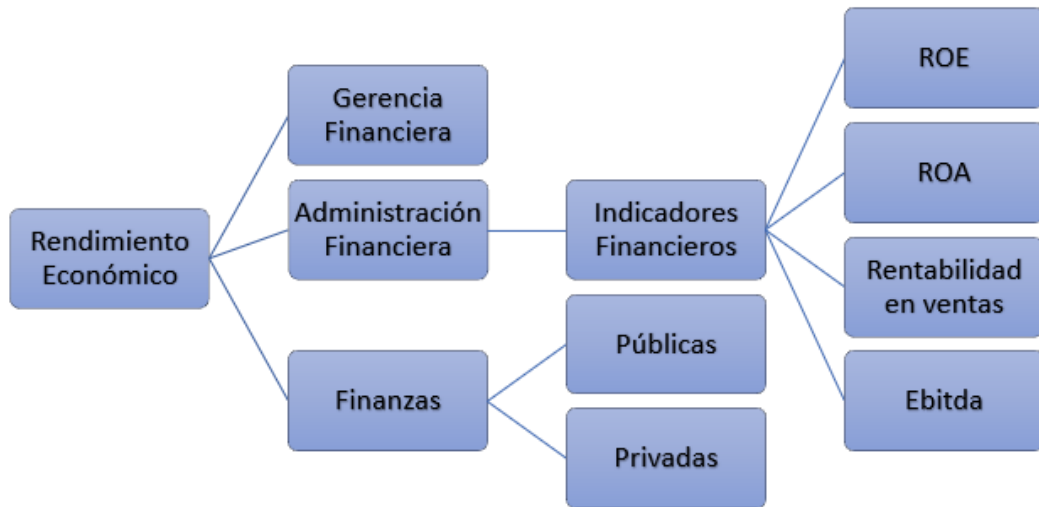 Rendimiento
Económico
Gerencia
Financiera
Administración
Financiera
Finanzas
Indicadores
Financieros
Públicas
Privadas
ROE
ROA
Rentabilidad
en ventas
Ebitda